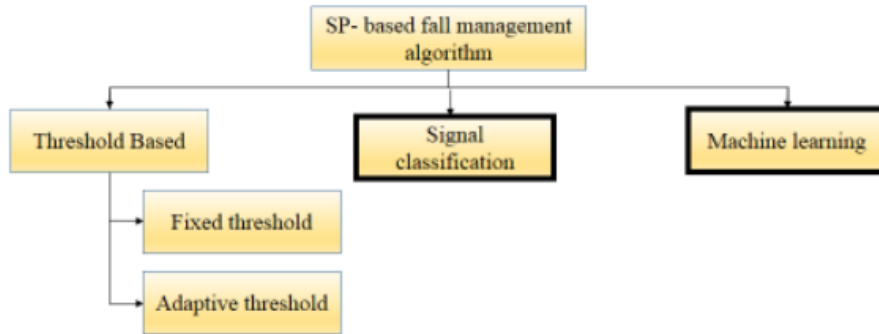 SP- based fall management
algorithm
Threshold Based
Signal
classification
Machine learning
Fixed threshold
Adaptive threshold